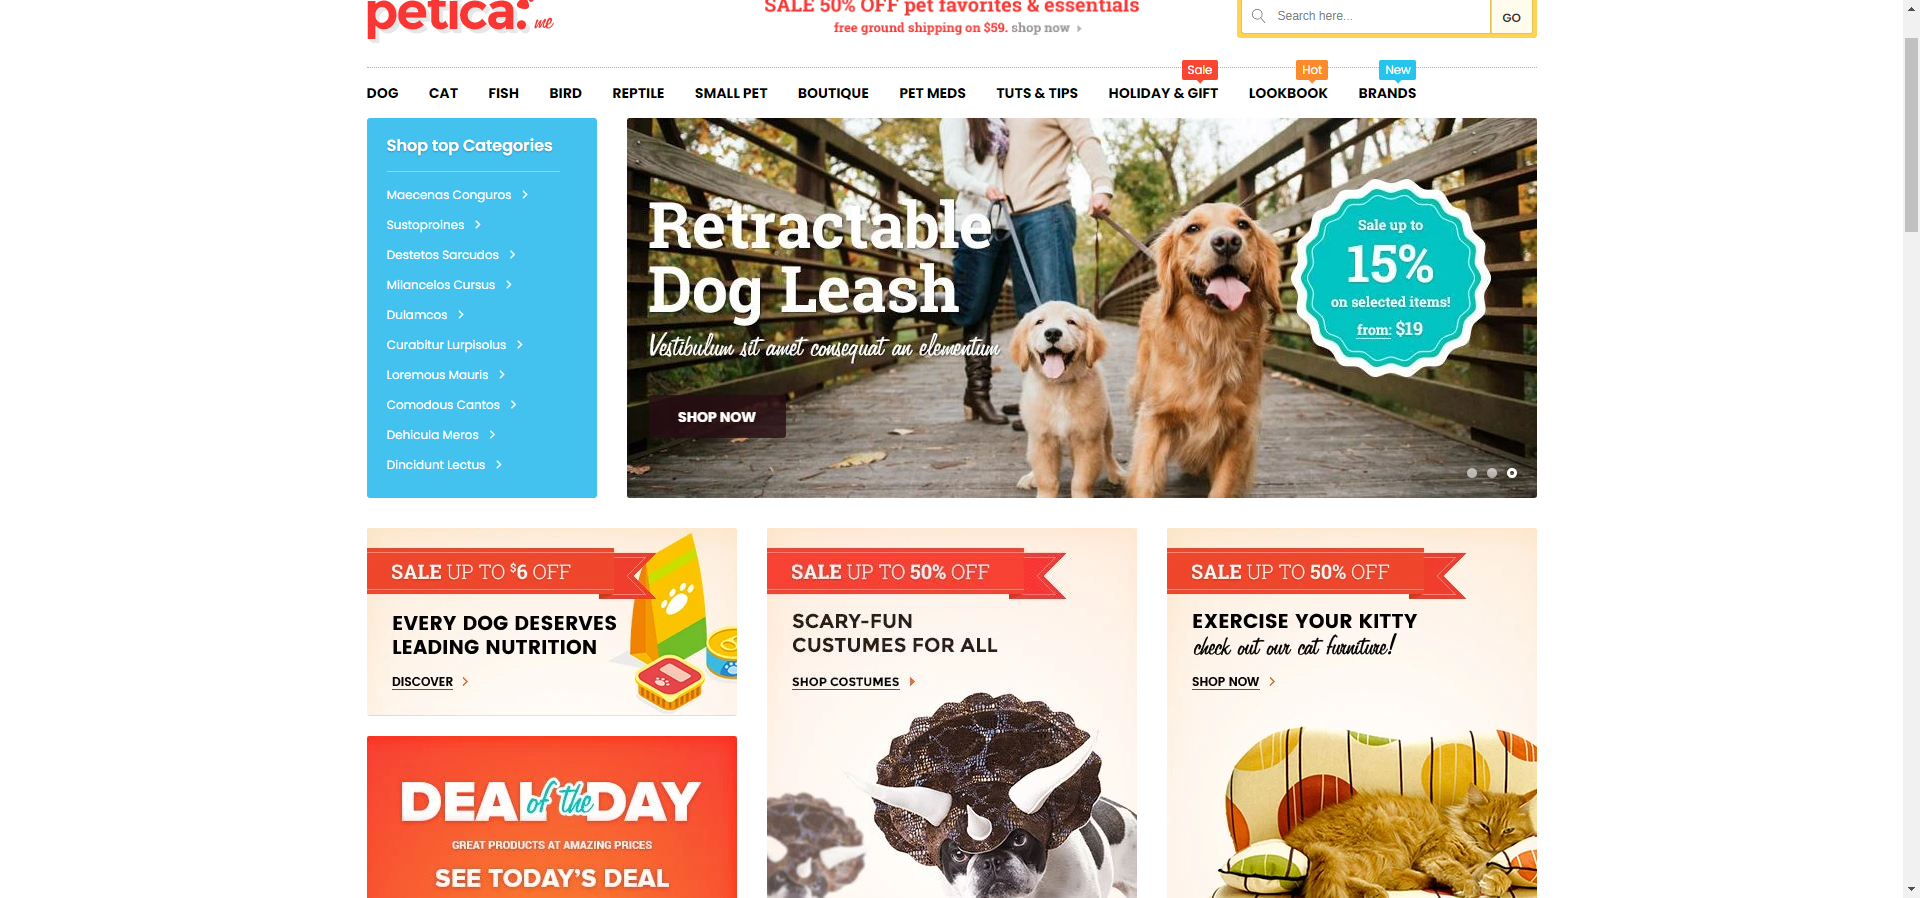 petica.
me
SALE 50% OFF pet favorites & essentials
free ground shipping on $59. shop now
Search here...
GO
Sale
Hot
New
DOG CAT FISH BIRD REPTILE SMALL PET BOUTIQUE PET MEDS TUTS & TIPS HOLIDAY & GIFT LOOKBOOK BRANDS
Shop top Categories
Maecenas Conguros
Sustoproines
Destetos Sarcudos
Milancelos Cursus
Dulamcos
Curabitur Lurpisolus
Loremous Mauris
Comodous Cantos
Dehicula Meros
Dincidunt Lectus
Retractable
Dog Leash
Vestibulum sit amet consequat an elementum
SHOP NOW
Sale up to
15%
on selected items!
from: $19
SALE UP TO $6 OFF
EVERY DOG DESERVES
LEADING NUTRITION
DISCOVER
DEAL of the DAY
GREAT PRODUCTS AT AMAZING PRICES
SEE TODAY'S DEAL
SALE UP TO 50% OFF
SCARY-FUN
CUSTUMES FOR ALL
SHOP COSTUMES
SALE UP TO 50% OFF
EXERCISE YOUR KITTY
check out our cat furniture!
SHOP NOW